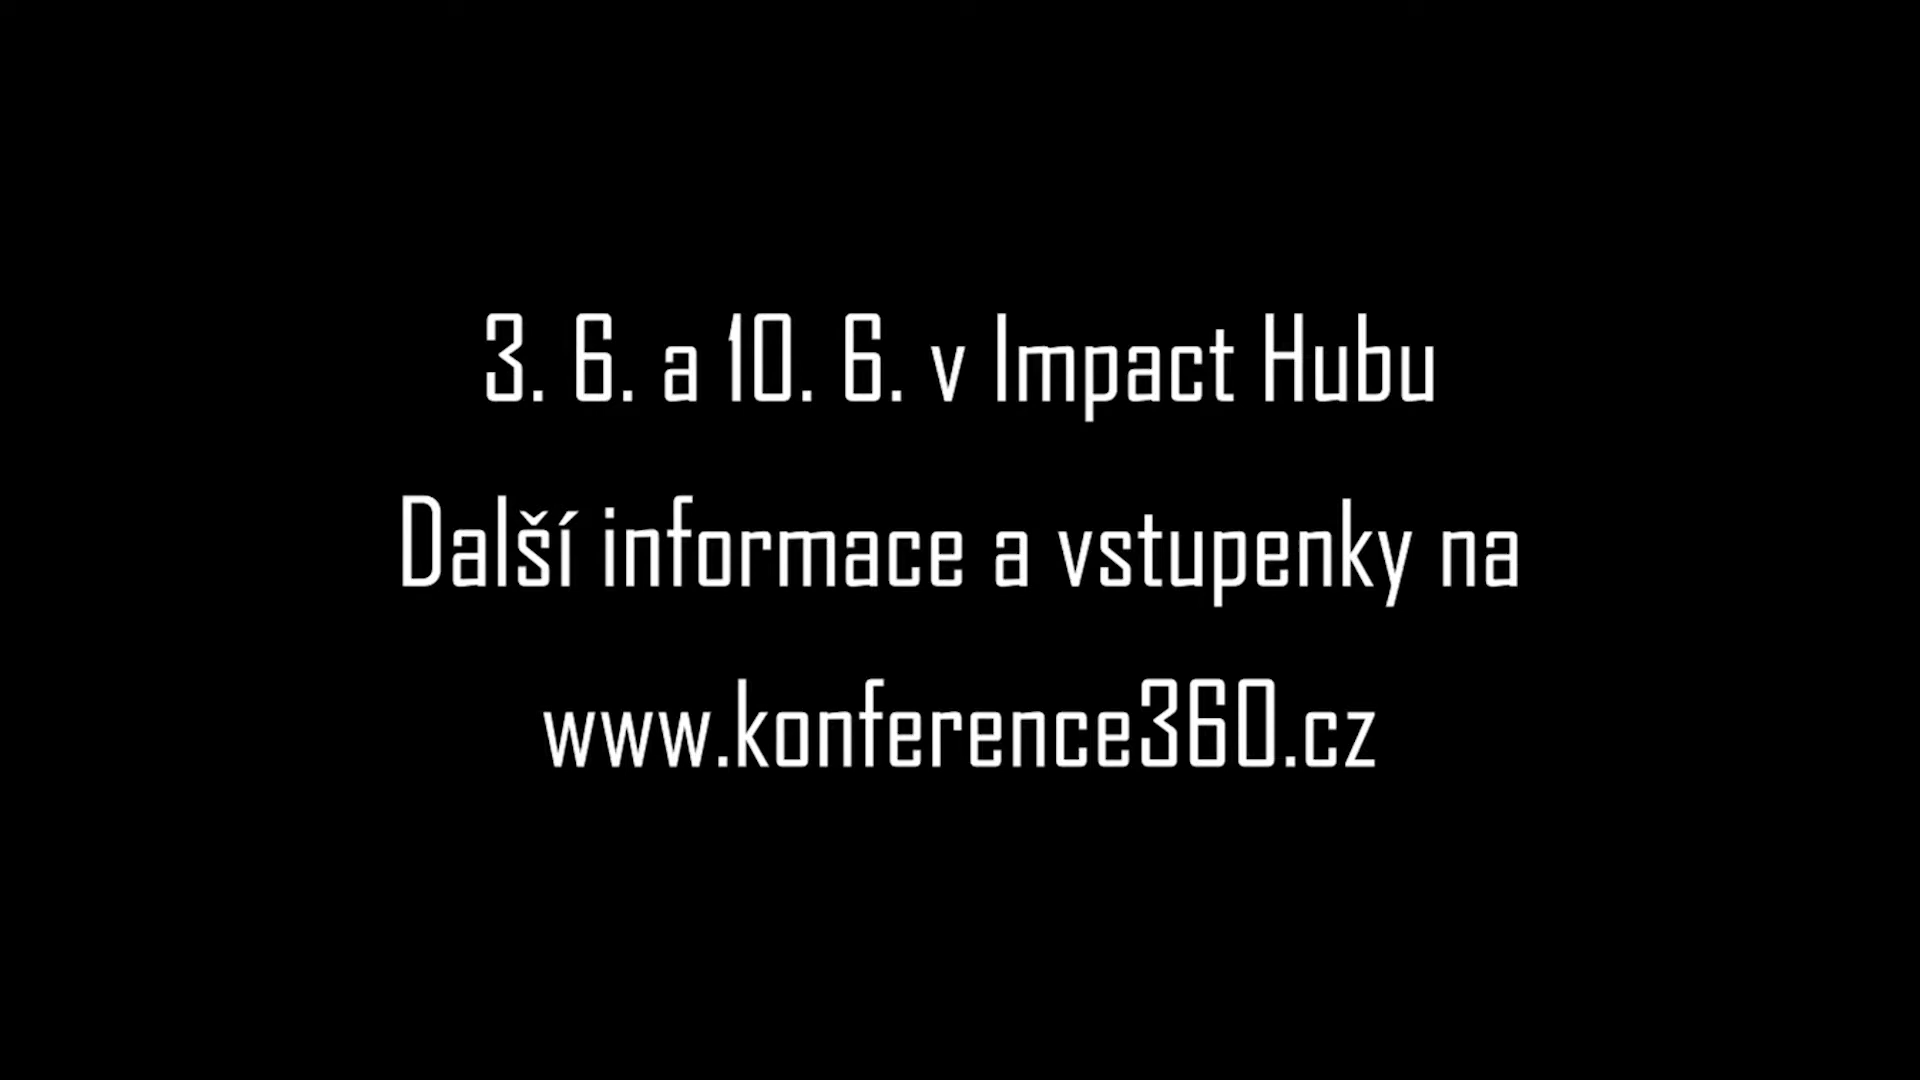 3. 6. a 10. 6. v Impact Hubu
Další informace a vstupenky na
www.konference360.cz